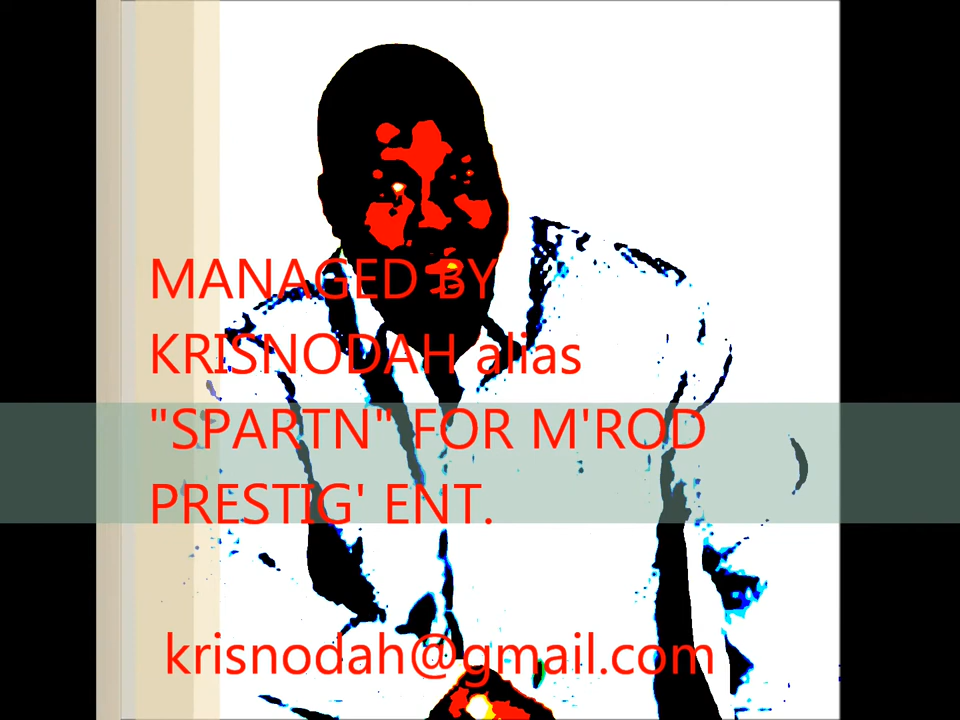 MANAGED BY
KRISNODAH alias
"SPARTN" FOR M'ROD
PRESTIG' ENT.
krisnodah@gmail.com